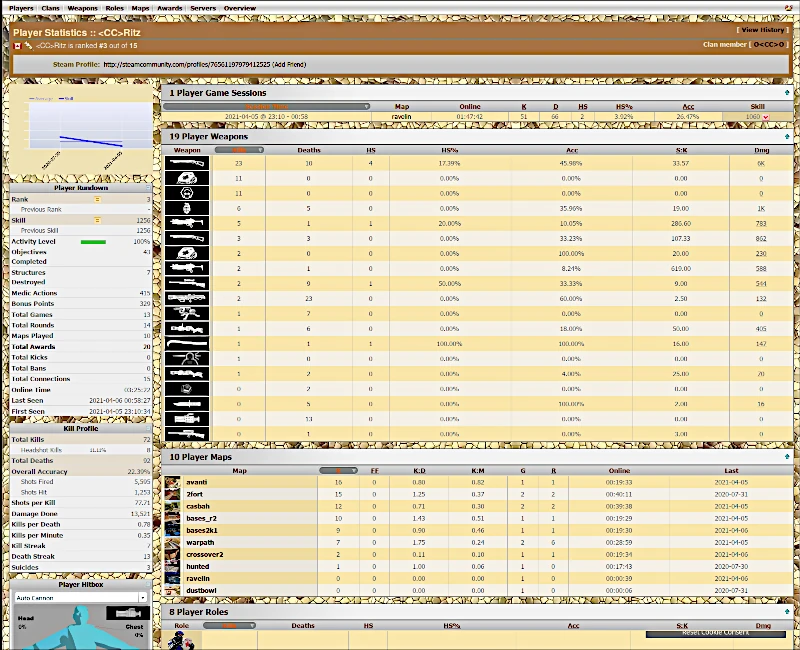 Players Clans Weapons Roles Maps Awards Servers Overview
Player Statistics :: <CC>Ritz
[ View History ]
<CC>Ritz is ranked #3 out of 15
Clan member [ O<CC>O ]
Steam Profile: http://steamcommunity.com/profiles/76561197979412525 (Add Friend)
Average Skill
Player Rundown
Rank 3
Previous Rank
Skill 1256
Previous Skill 1256
Activity Level 100%
Objectives Completed 43
Structures Destroyed 7
Medic Actions 415
Bonus Points 329
Total Games 13
Total Rounds 14
Maps Played 10
Total Awards 20
Total Kicks 0
Total Bans 0
Total Connections 15
Online Time 03:25:22
Last Seen 2021-04-06 00:58:27
First Seen 2021-04-05 23:10:34
Kill Profile
Total Kills 72
Headshot Kills 11.11% 8
Total Deaths 92
Overall Accuracy 22.39%
Shots Fired 5,595
Shots Hit 1,253
Shots per Kill 77.71
Damage Done 13,521
Kills per Death 0.78
Kills per Minute 0.35
Kill Streak 7
Death Streak 13
Suicides 3
Player Hitbox
Auto Cannon
Head 0%
Chest 0%
1 Player Game Sessions
Map Online K D HS HS% Acc Skill
2021-04-05 @ 23:10 - 00:58 ravelin 01:47:42 51 66 2 3.92% 26.47% 1060
19 Player Weapons
Weapon Deaths HS HS% Acc S:K Dmg
23 10 4 17.39% 45.98% 33.57 6K
11 0 0 0.00% 0.00% 0.00 0
11 0 0 0.00% 0.00% 0.00 0
6 5 0 0.00% 35.96% 19.00 1K
5 1 1 20.00% 10.05% 286.60 783
3 3 0 0.00% 33.23% 107.33 862
2 0 0 0.00% 100.00% 20.00 230
2 1 0 0.00% 8.24% 619.00 588
2 9 1 50.00% 33.33% 9.00 544
2 23 0 0.00% 60.00% 2.50 132
1 7 0 0.00% 0.00% 0.00 0
1 6 0 0.00% 18.00% 50.00 405
1 1 1 100.00% 100.00% 16.00 147
1 0 0 0.00% 0.00% 0.00 0
1 2 0 0.00% 4.00% 25.00 20
0 2 0 0.00% 0.00% 0.00 0
0 5 0 0.00% 100.00% 2.00 16
0 13 0 0.00% 0.00% 0.00 0
0 1 0 0.00% 0.00% 3.00 0
10 Player Maps
Map FF K:D K:M G R Online Last
avanti 16 0 0.80 0.82 1 1 00:19:33 2021-04-05
2fort 15 0 1.25 0.37 2 2 00:40:11 2020-07-31
casbah 12 0 0.71 0.30 2 2 00:39:38 2021-04-05
bases_r2 10 0 1.43 0.51 1 1 00:19:29 2021-04-05
bases2k1 9 0 0.90 0.46 1 1 00:19:30 2021-04-06
warpath 7 0 1.75 0.24 2 6 00:28:59 2021-04-05
crossover2 2 0 0.11 0.10 1 1 00:19:34 2021-04-06
hunted 1 0 1.00 0.06 1 1 00:17:43 2020-07-30
ravelin 0 0 0.00 0.00 1 0 00:00:39 2021-04-06
dustbowl 0 0 0.00 0.00 1 0 00:00:06 2020-07-31
8 Player Roles
Role Deaths HS HS% Acc S:K Dmg
Reset Cookie Consent